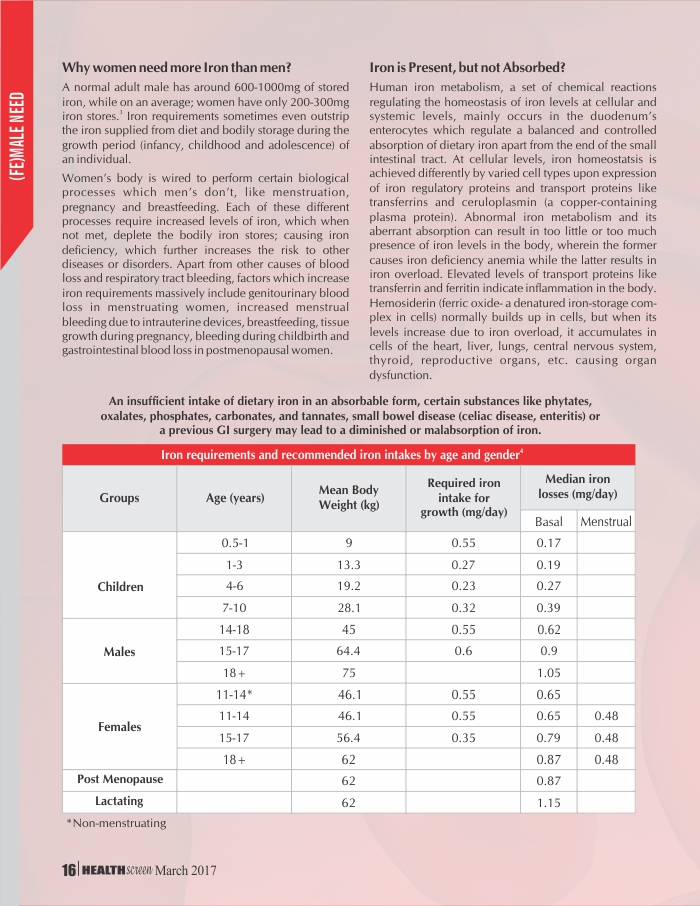 (FE)MALE NEED
Why women need more Iron than men?
A normal adult male has around 600-1000mg of stored
iron, while on an average; women have only 200-300mg
iron stores.³ Iron requirements sometimes even outstrip
the iron supplied from diet and bodily storage during the
growth period (infancy, childhood and adolescence) of
an individual.
Women's body is wired to perform certain biological
processes which men's don't, like menstruation,
pregnancy and breastfeeding. Each of these different
processes require increased levels of iron, which when
not met, deplete the bodily iron stores; causing iron
deficiency, which further increases the risk to other
diseases or disorders. Apart from other causes of blood
loss and respiratory tract bleeding, factors which increase
iron requirements massively include genitourinary blood
loss in menstruating women, increased menstrual
bleeding due to intrauterine devices, breastfeeding, tissue
growth during pregnancy, bleeding during childbirth and
gastrointestinal blood loss in postmenopausal women.
Iron is Present, but not Absorbed?
Human iron metabolism, a set of chemical reactions
regulating the homeostasis of iron levels at cellular and
systemic levels, mainly occurs in the duodenum's
enterocytes which regulate a balanced and controlled
absorption of dietary iron apart from the end of the small
intestinal tract. At cellular levels, iron homeostatsis is
achieved differently by varied cell types upon expression
of iron regulatory proteins and transport proteins like
transferrins and ceruloplasmin (a copper-containing
plasma protein). Abnormal iron metabolism and its
aberrant absorption can result in too little or too much
presence of iron levels in the body, wherein the former
causes iron deficiency anemia while the latter results in
iron overload. Elevated levels of transport proteins like
transferrin and ferritin indicate inflammation in the body.
Hemosiderin (ferric oxide- a denatured iron-storage com-
plex in cells) normally builds up in cells, but when its
levels increase due to iron overload, it accumulates in
cells of the heart, liver, lungs, central nervous system,
thyroid, reproductive organs, etc. causing organ
dysfunction.
An insufficient intake of dietary iron in an absorbable form, certain substances like phytates,
oxalates, phosphates, carbonates, and tannates, small bowel disease (celiac disease, enteritis) or
a previous GI surgery may lead to a diminished or malabsorption of iron.
Iron requirements and recommended iron intakes by age and gender⁴
Groups Age (years) Mean Body Weight (kg) Required iron intake for growth (mg/day) Median iron losses (mg/day)
Basal Menstrual
Children
0.5-1 9 0.55 0.17
1-3 13.3 0.27 0.19
4-6 19.2 0.23 0.27
7-10 28.1 0.32 0.39
Males
14-18 45 0.55 0.62
15-17 64.4 0.6 0.9
18+ 75 1.05
Females
11-14* 46.1 0.55 0.65
11-14 46.1 0.55 0.65 0.48
15-17 56.4 0.35 0.79 0.48
18+ 62 0.87 0.48
Post Menopause 62 0.87
Lactating 62 1.15
*Non-menstruating
16 | HEALTH screen March 2017